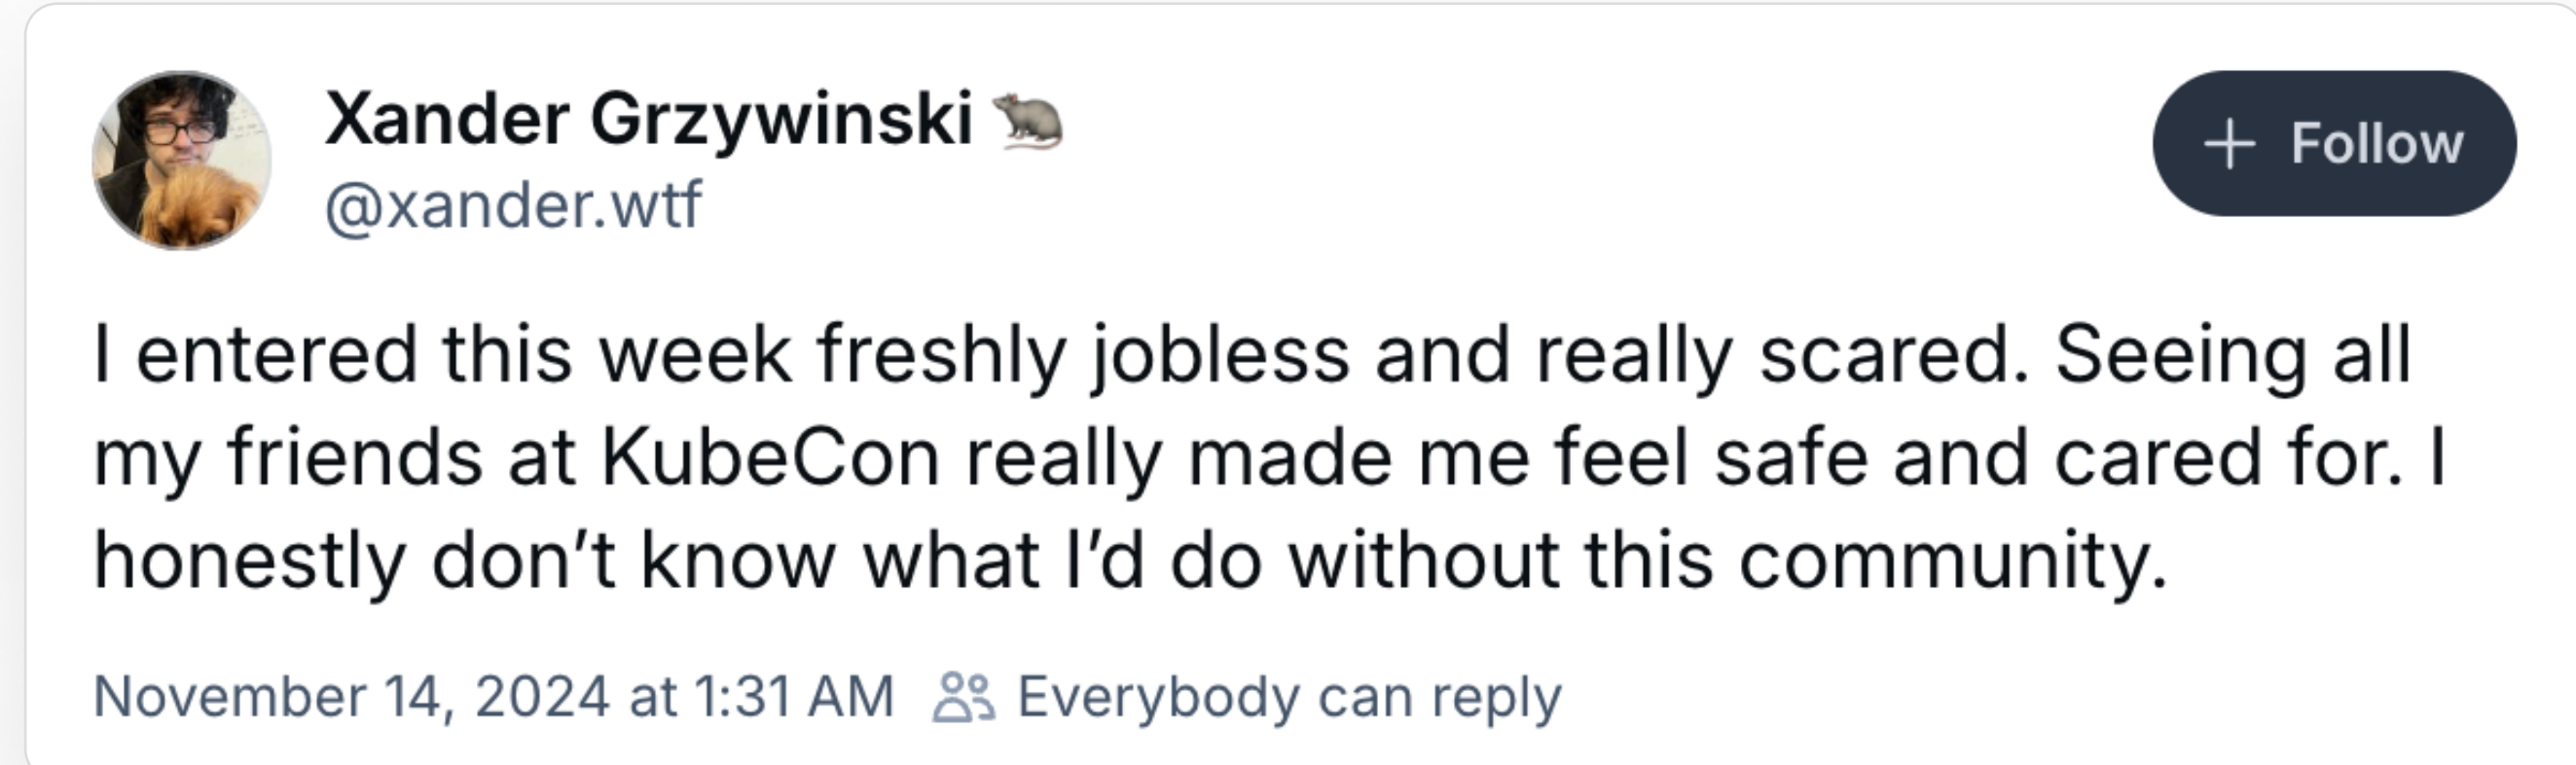 Xander Grzywinski 🐀
@xander.wtf
+ Follow
I entered this week freshly jobless and really scared. Seeing all
my friends at KubeCon really made me feel safe and cared for. I
honestly don’t know what I’d do without this community.
November 14, 2024 at 1:31 AM Everybody can reply